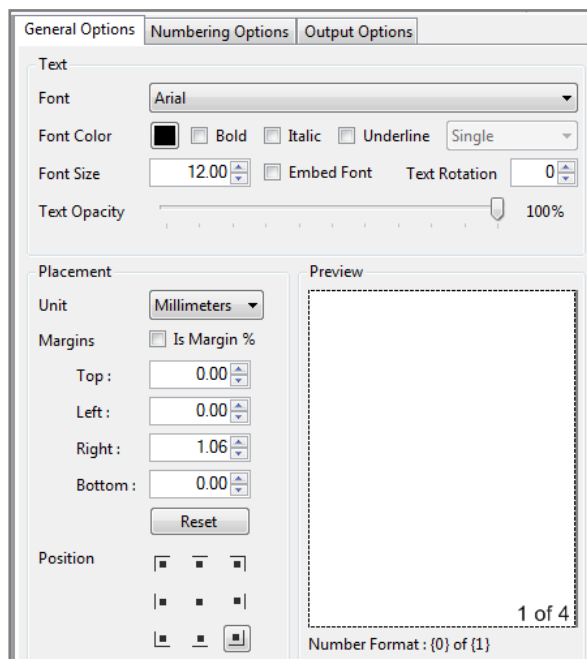 General Options Numbering Options Output Options
Text
Font Arial
Font Color Bold Italic Underline Single
Font Size 12.00 Embed Font Text Rotation 0
Text Opacity 100%
Placement
Unit Millimeters
Margins Is Margin %
Top : 0.00
Left : 0.00
Right : 1.06
Bottom : 0.00
Reset
Position
Preview
1 of 4
Number Format : {0} of {1}